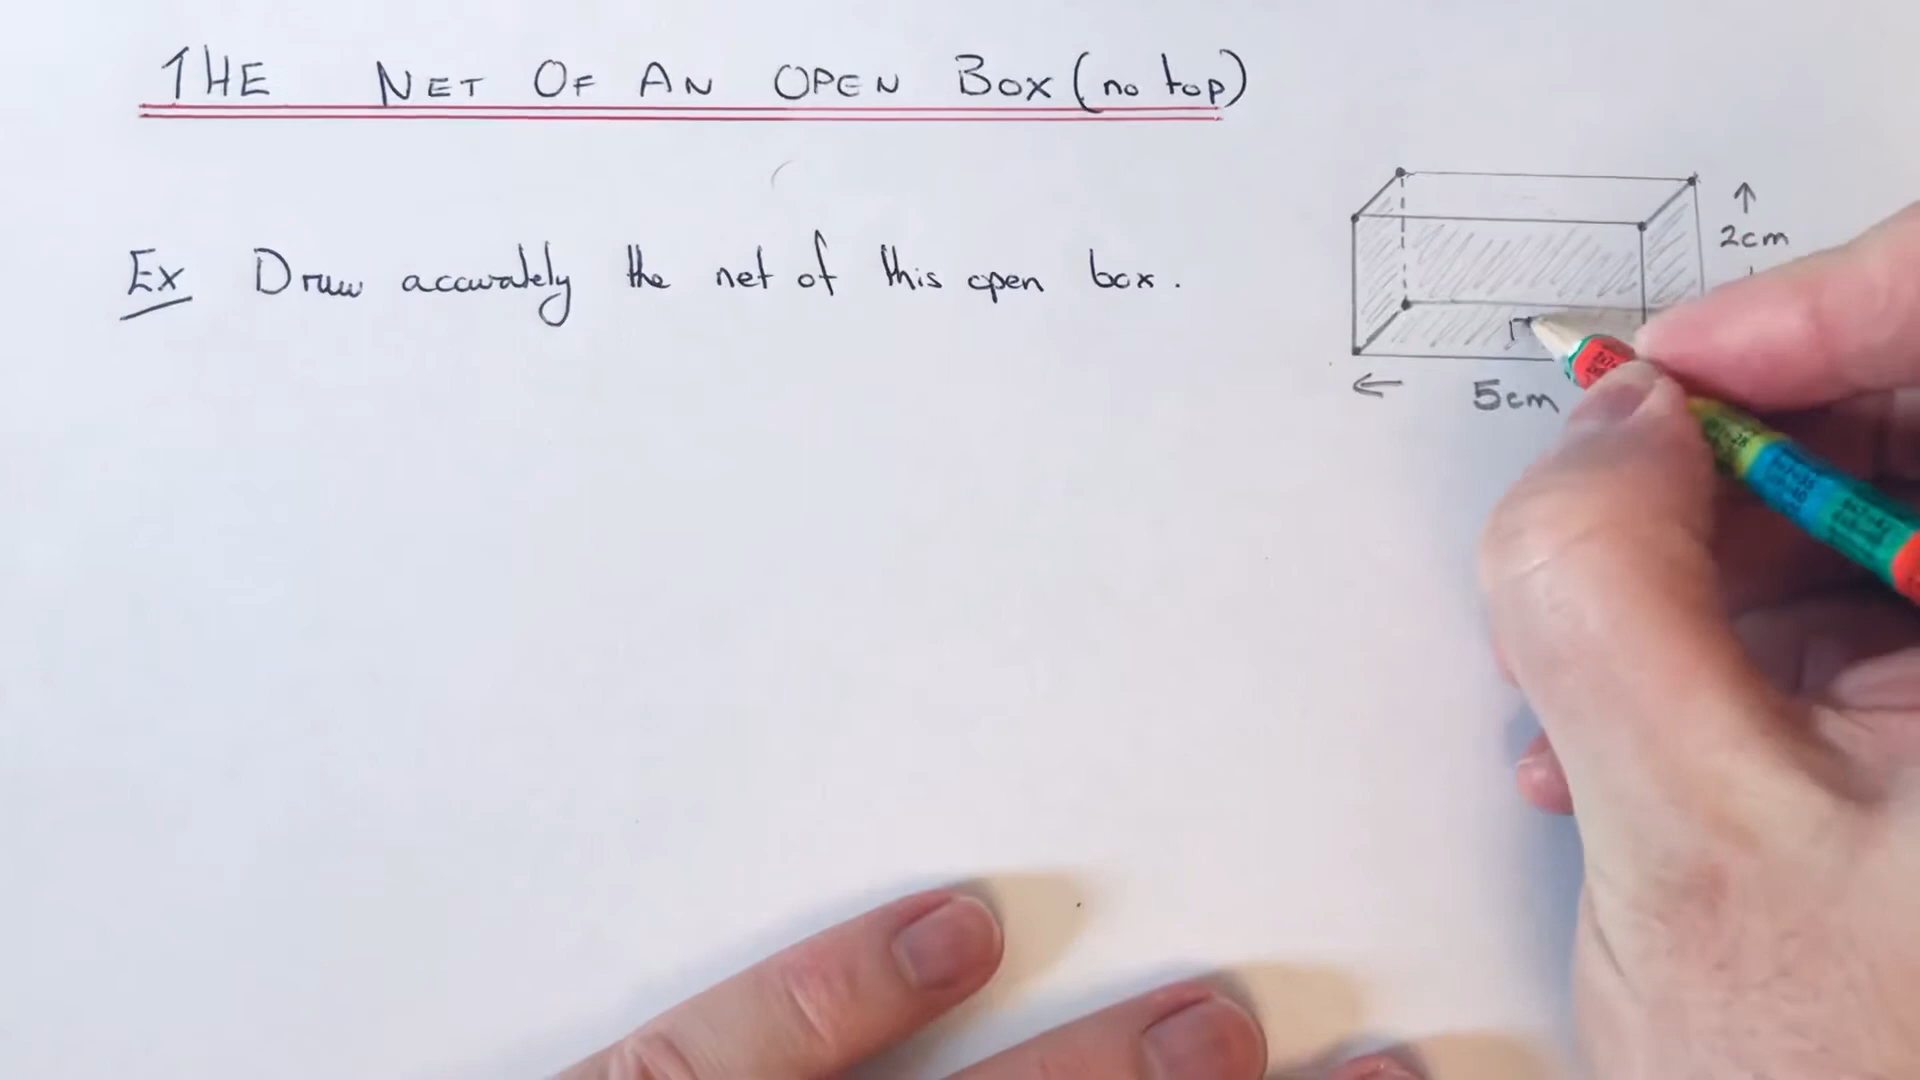 THE NET OF AN OPEN BOX (no top)
Ex Draw accurately the net of this open box.
2cm
5cm